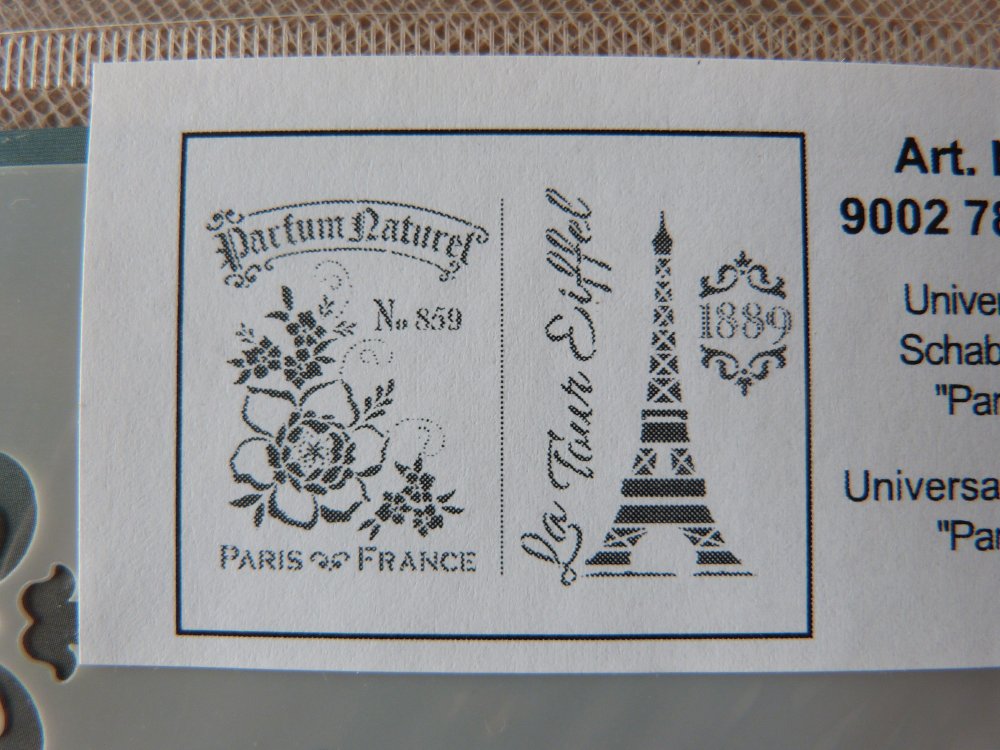 Parfum Naturel
No 859
PARIS FRANCE
La Tour Eiffel
1889
Art.
9002 78
Univer
Schab
"Par
Universa
"Par